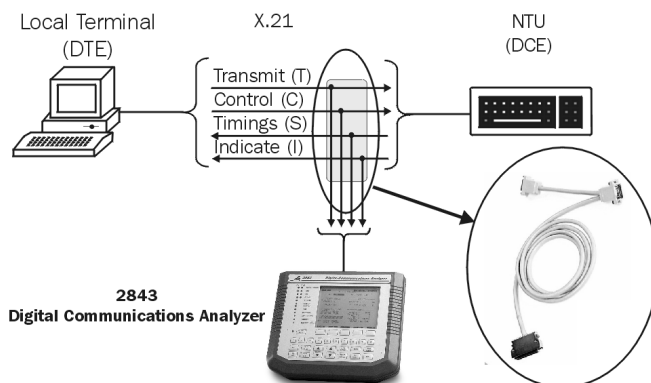 Local Terminal
(DTE)
X.21
NTU
(DCE)
Transmit (T)
Control (C)
Timings (S)
Indicate (I)
2843
Digital Communications Analyzer